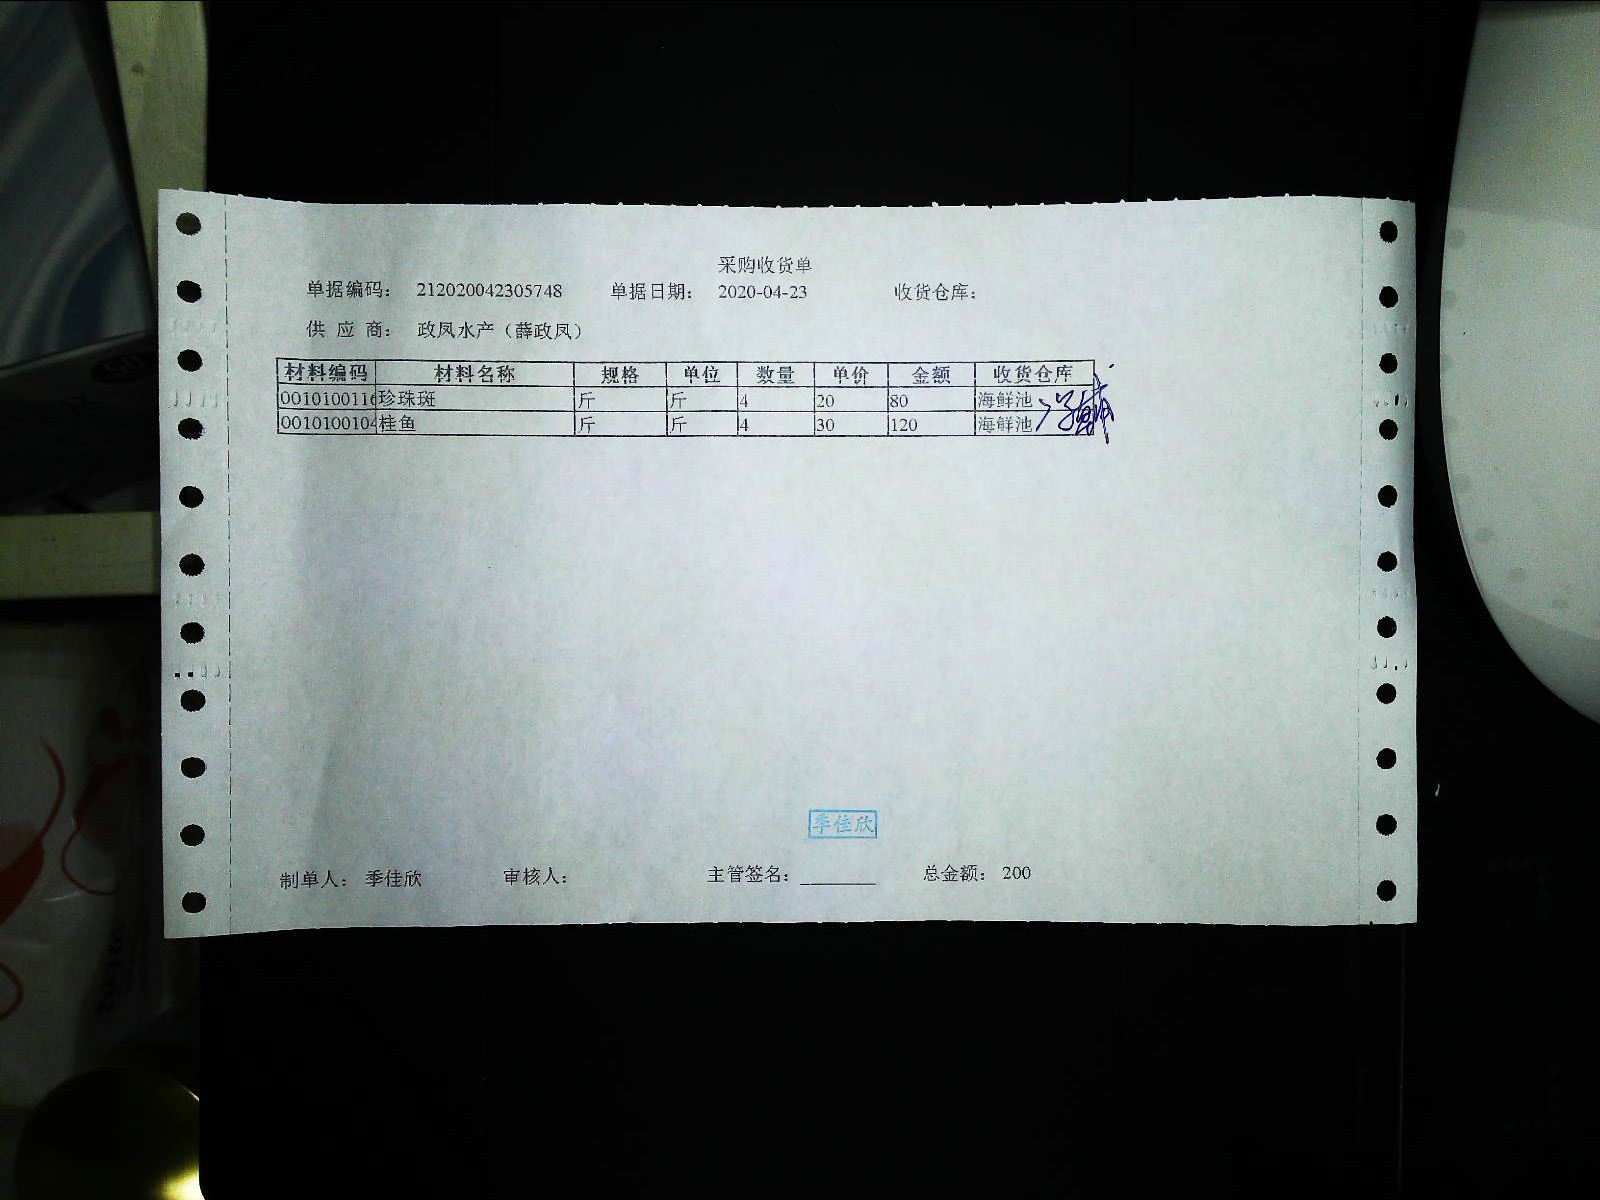 采购收货单
单据编码： 212020042305748 单据日期： 2020-04-23 收货仓库：
供 应 商： 政凤水产（薛政凤）
材料编码 材料名称 规格 单位 数量 单价 金额 收货仓库
0010100116 珍珠斑 斤 斤 4 20 80 海鲜池
0010100104 桂鱼 斤 斤 4 30 120 海鲜池
季佳欣
制单人： 季佳欣 审核人： 主管签名： 总金额： 200